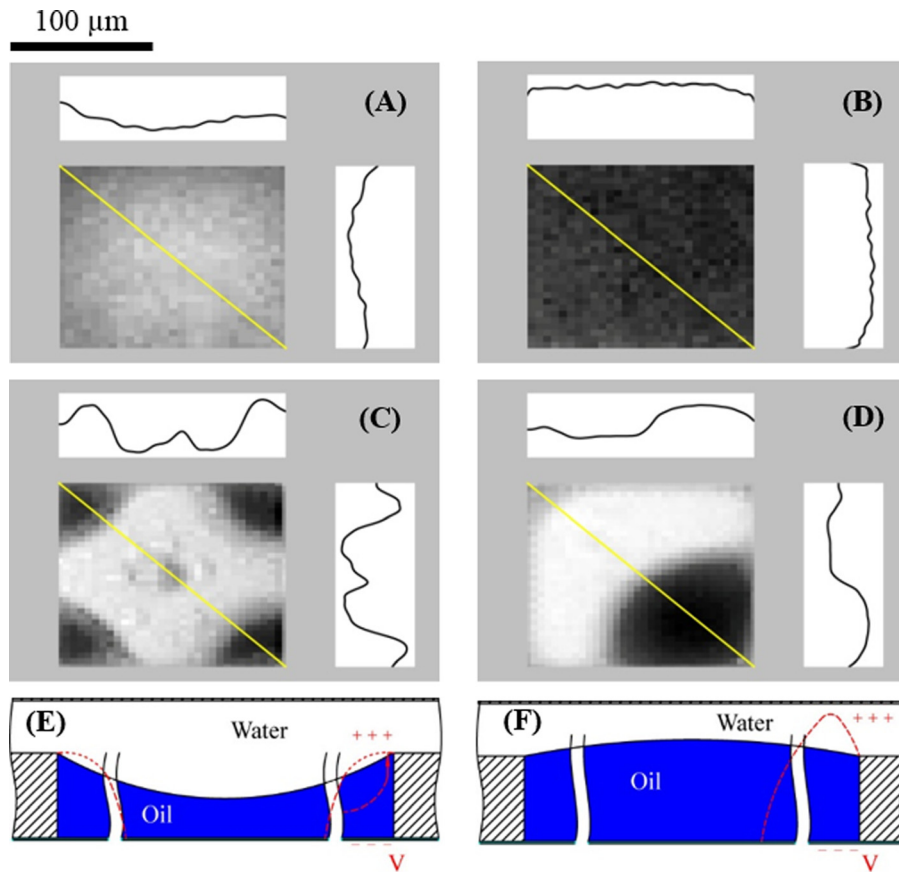 100 µm
(A)
(B)
(C)
(D)
(E)
Water
+ + +
Oil
− − −
V
(F)
Water
+ + +
Oil
− − −
V